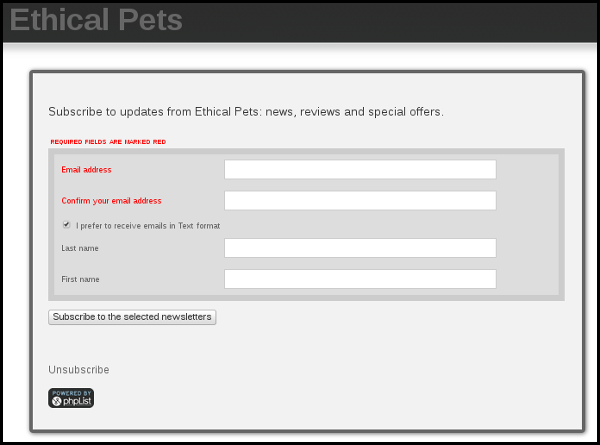 Ethical Pets
Subscribe to updates from Ethical Pets: news, reviews and special offers.
REQUIRED FIELDS ARE MARKED RED
Email address
Confirm your email address
I prefer to receive emails in Text format
Last name
First name
Subscribe to the selected newsletters
Unsubscribe
POWERED BY
phpList